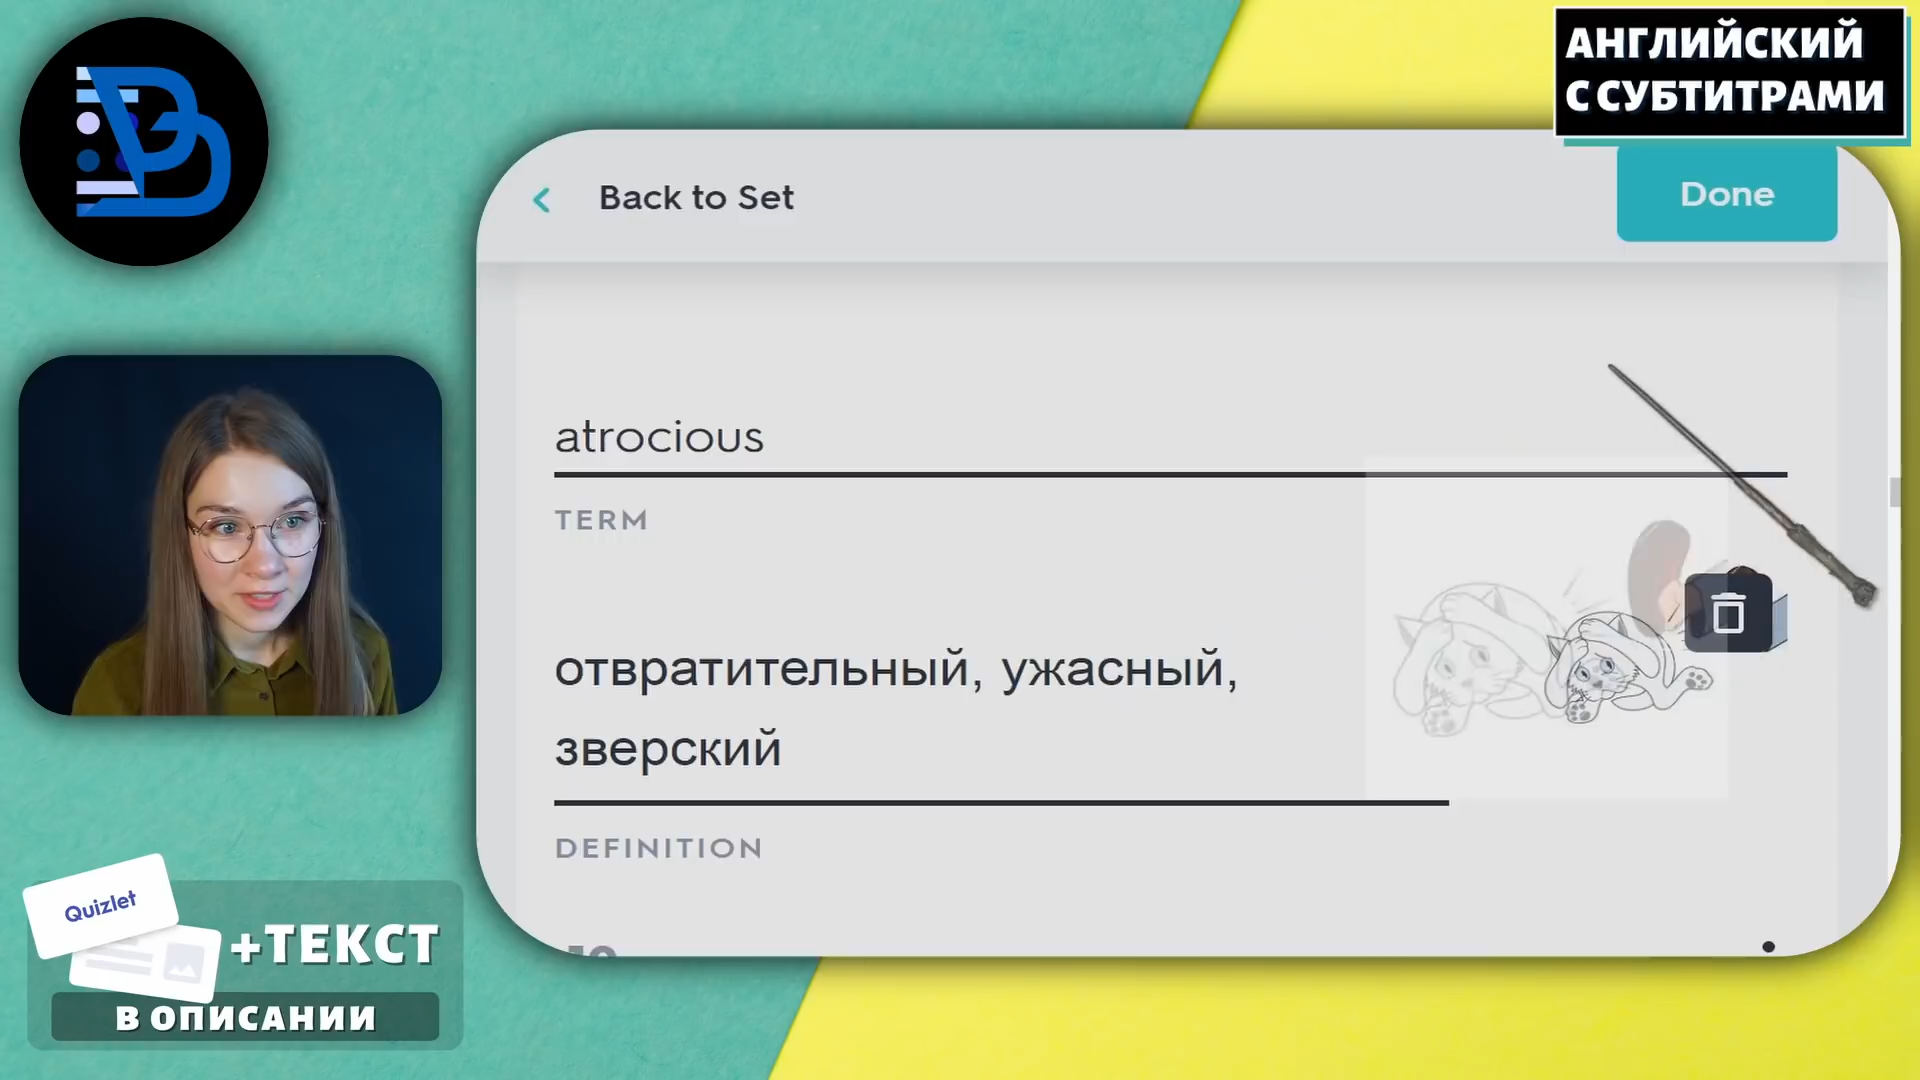 АНГЛИЙСКИЙ
С СУБТИТРАМИ
Back to Set
Done
atrocious
TERM
отвратительный, ужасный,
зверский
DEFINITION
Quizlet
+ТЕКСТ
В ОПИСАНИИ